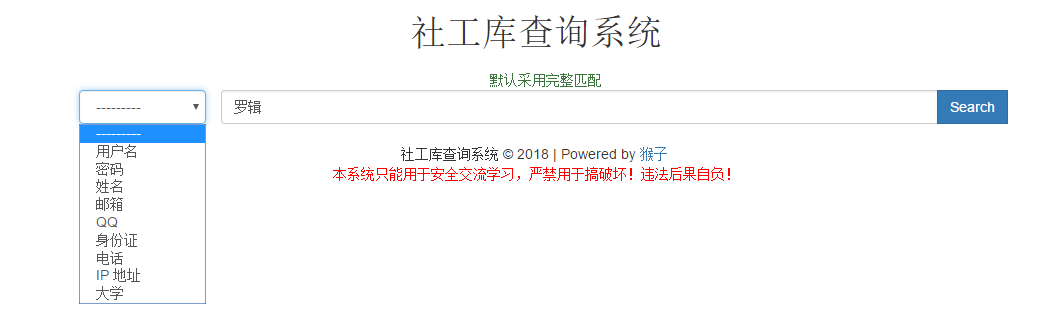 社工库查询系统
默认采用完整匹配
---------
罗辑
Search
---------
用户名
密码
姓名
邮箱
QQ
身份证
电话
IP 地址
大学
社工库查询系统 © 2018 | Powered by 猴子
本系统只能用于安全交流学习，严禁用于搞破坏！违法后果自负！